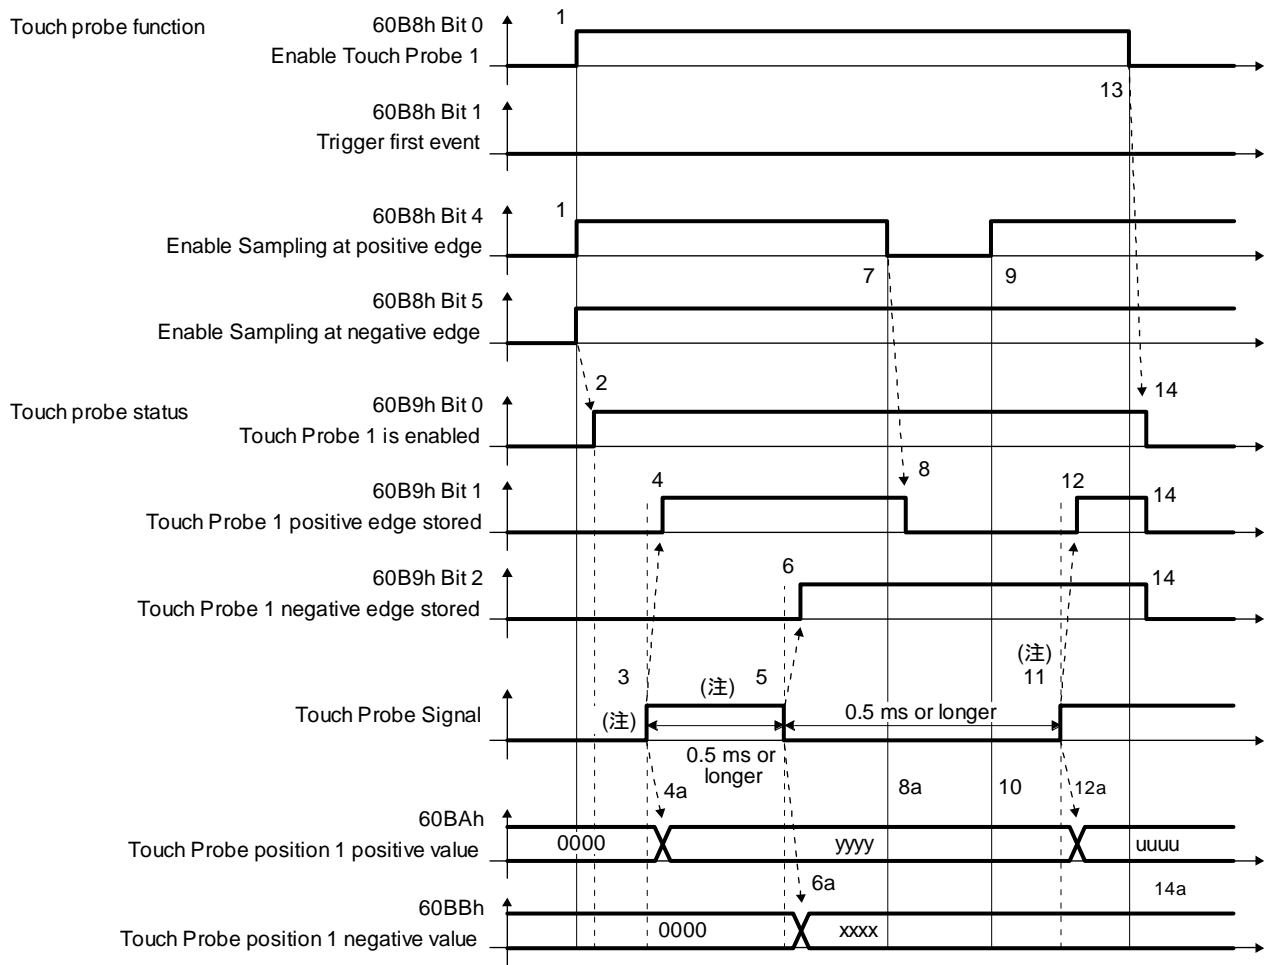 Touch probe function
60B8h Bit 0
Enable Touch Probe 1
1
13
60B8h Bit 1
Trigger first event
60B8h Bit 4
Enable Sampling at positive edge
1
7
9
60B8h Bit 5
Enable Sampling at negative edge
2
Touch probe status
60B9h Bit 0
Touch Probe 1 is enabled
14
60B9h Bit 1
Touch Probe 1 positive edge stored
4
8
12
14
60B9h Bit 2
Touch Probe 1 negative edge stored
6
14
Touch Probe Signal
3
(注)
(注)
5
(注)
11
0.5 ms or longer
0.5 ms or
longer
4a
8a
10
12a
60BAh
Touch Probe position 1 positive value
0000
yyyy
uuuu
6a
14a
60BBh
Touch Probe position 1 negative value
0000
xxxx